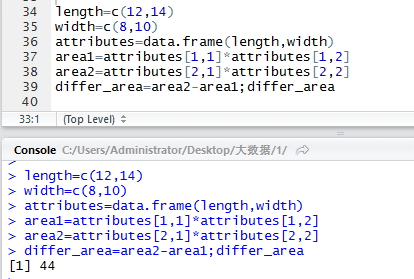 34 length=c(12,14)
35 width=c(8,10)
36 attributes=data.frame(length,width)
37 area1=attributes[1,1]*attributes[1,2]
38 area2=attributes[2,1]*attributes[2,2]
39 differ_area=area2-area1;differ_area
40
33:1 (Top Level)
Console C:/Users/Administrator/Desktop/大数据/1/
>
> length=c(12,14)
> width=c(8,10)
> attributes=data.frame(length,width)
> area1=attributes[1,1]*attributes[1,2]
> area2=attributes[2,1]*attributes[2,2]
> differ_area=area2-area1;differ_area
[1] 44